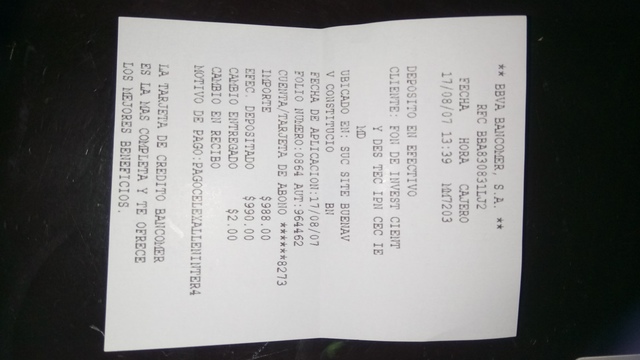 ** BBVA BANCOMER, S.A. **
RFC BBA830831LJ2
FECHA HORA CAJERO
17/08/07 13:39 MM7203
DEPOSITO EN EFECTIVO
CLIENTE: FON DE INVEST CIENT
Y DES TEC IPN CEC IE
MD
UBICADO EN: SUC SITE BUENAV
V CONSTITUCIO BN
FECHA DE APLICACION:17/08/07
FOLIO NUMERO:0864 AUT:964462
CUENTA/TARJETA DE ABONO ******8273
IMPORTE $988.00
EFEC. DEPOSITADO $990.00
CAMBIO ENTREGADO $2.00
CAMBIO EN RECIBO
MOTIVO DE PAGO:PAGOCELEXALLENINTER4
LA TARJETA DE CREDITO BANCOMER
ES LA MAS COMPLETA Y TE OFRECE
LOS MEJORES BENEFICIOS.